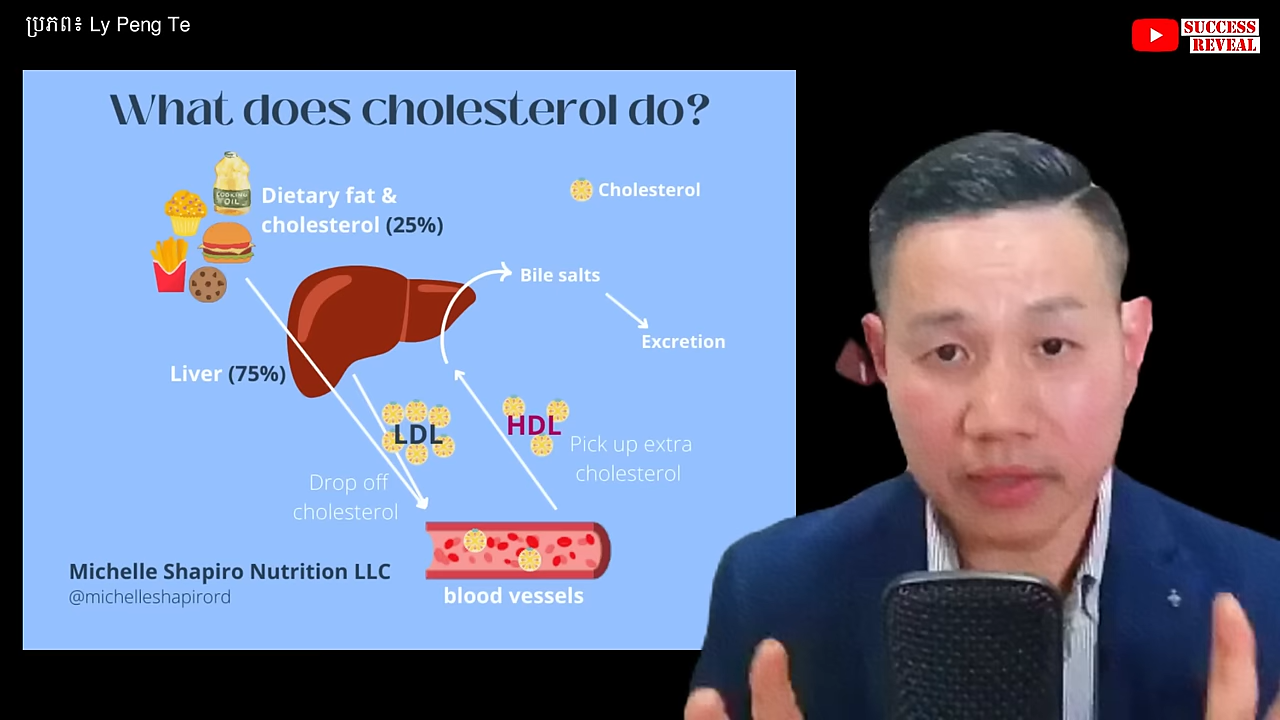 ប្រភព៖ Ly Peng Te
SUCCESS
REVEAL
What does cholesterol do?
COOKING
OIL
Dietary fat &
cholesterol (25%)
Cholesterol
Bile salts
Excretion
Liver (75%)
LDL
HDL
Pick up extra
cholesterol
Drop off
cholesterol
Michelle Shapiro Nutrition LLC
@michelleshapirord
blood vessels